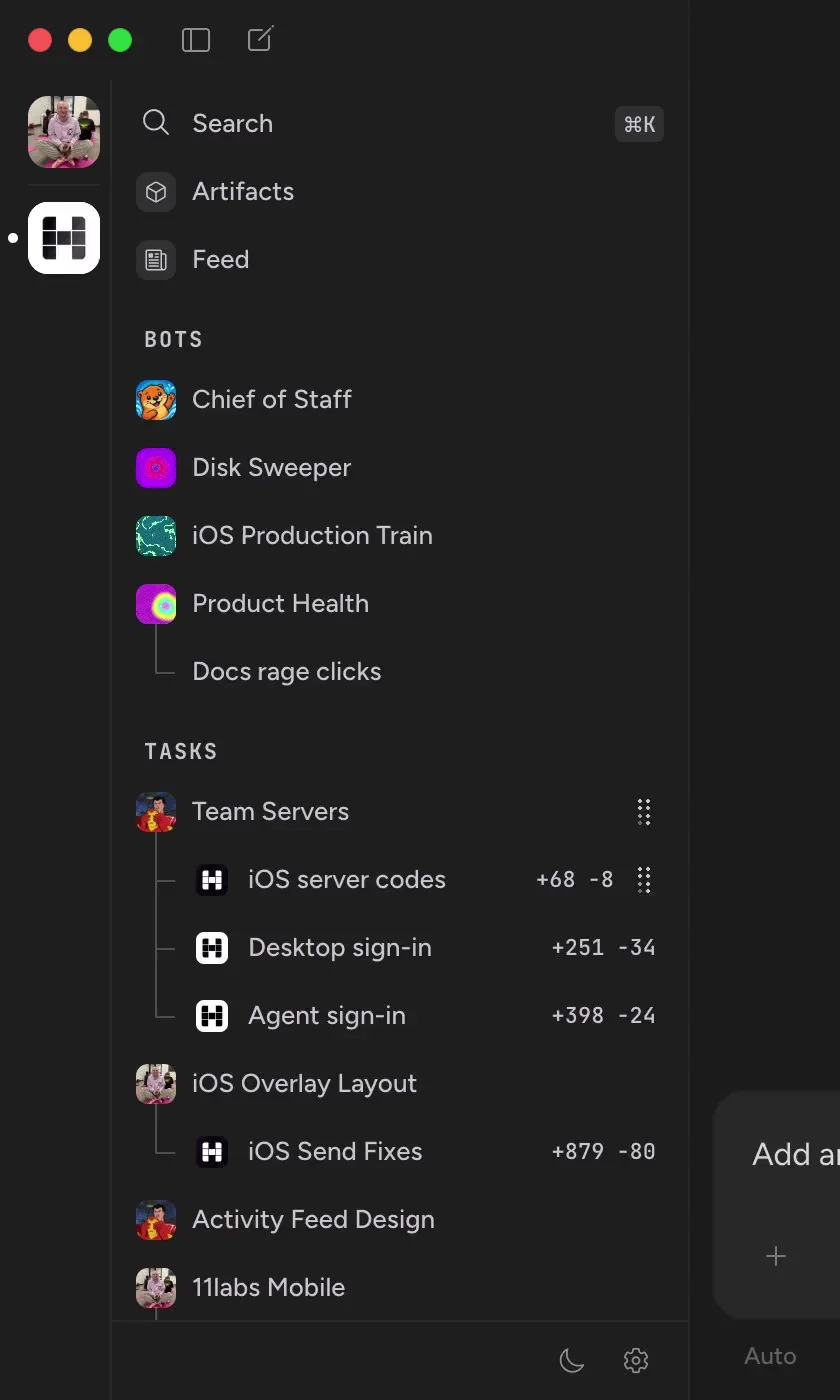 Search ⌘K
Artifacts
Feed
BOTS
Chief of Staff
Disk Sweeper
iOS Production Train
Product Health
Docs rage clicks
TASKS
Team Servers
iOS server codes +68 -8
Desktop sign-in +251 -34
Agent sign-in +398 -24
iOS Overlay Layout
iOS Send Fixes +879 -80
Activity Feed Design
11labs Mobile
Add
Auto